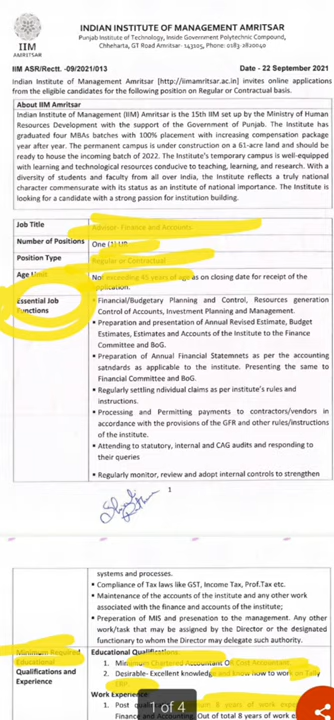 INDIAN INSTITUTE OF MANAGEMENT AMRITSAR
Punjab Institute of Technology, Inside Government Polytechnic Compound,
Chheharta, GT Road Amritsar- 143105, Phone: 0183-2820040
IIM
AMRITSAR
IIM ASR/Rectt. -09/2021/013
Date - 22 September 2021
Indian Institute of Management Amritsar [http://iimamritsar.ac.in] invites online applications
from the eligible candidates for the following position on Regular or Contractual basis.
About IIM Amritsar
Indian Institute of Management (IIM) Amritsar is the 15th IIM set up by the Ministry of Human
Resources Development with the support of the Government of Punjab. The Institute has
graduated four MBAs batches with 100% placement with increasing compensation package
year after year. The permanent campus is under construction on a 61-acre land and should be
ready to house the incoming batch of 2022. The Institute's temporary campus is well-equipped
with learning and technological resources conducive to teaching, learning, and research. With a
diversity of students and faculty from all over India, the Institute reflects a truly national
character commensurate with its status as an institution of national importance. The Institute is
looking for a candidate with a strong passion for institution building.
Job Title
Advisor- Finance and Accounts
Number of Positions
One (1)-UR
Position Type
Regular or Contractual
Age Limit
Not exceeding 45 years of age as on closing date for receipt of the
application.
Essential Job
Functions
• Financial/Budgetary Planning and Control, Resources generation
Control of Accounts, Investment Planning and Management.
• Preparation and presentation of Annual Revised Estimate, Budget
Estimates, Estimates and Accounts of the Institute to the Finance
Committee and BoG.
• Preparation of Annual Financial Statemnets as per the accounting
satndards as applicable to the institute. Presenting the same to
Financial Committee and BoG.
• Regularly settling ndividual claims as per institute's rules and
instructions.
• Processing and Permitting payments to contractors/vendors in
accordance with the provisions of the GFR and other rules/instructions
of the institute.
• Attending to statutory, internal and CAG audits and responding to
their queries
• Regularly monitor, review and adopt internal controls to strengthen
1
systems and processes.
• Compliance of Tax laws like GST, Income Tax, Prof.Tax etc.
• Maintenance of the accounts of the institute and any other work
associated with the finance and accounts of the institute;
• Preperation of MIS and presenation to the management. Any other
work/task that may be assigned by the Director or the designated
functionary to whom the Director may delegate such authority.
Minimum Required
Educational
Qualifications and
Experience
Educational Qualifications
1. Minimum Chartered Accountant OR Cost Accountant
2. Desirable- Excellent knowledge and know how to work on Tally
ERP
Work Experience
1. Post qualification minimum 8 years of work
Finance and Accounting. Out of total 8 years of work
1 of 4